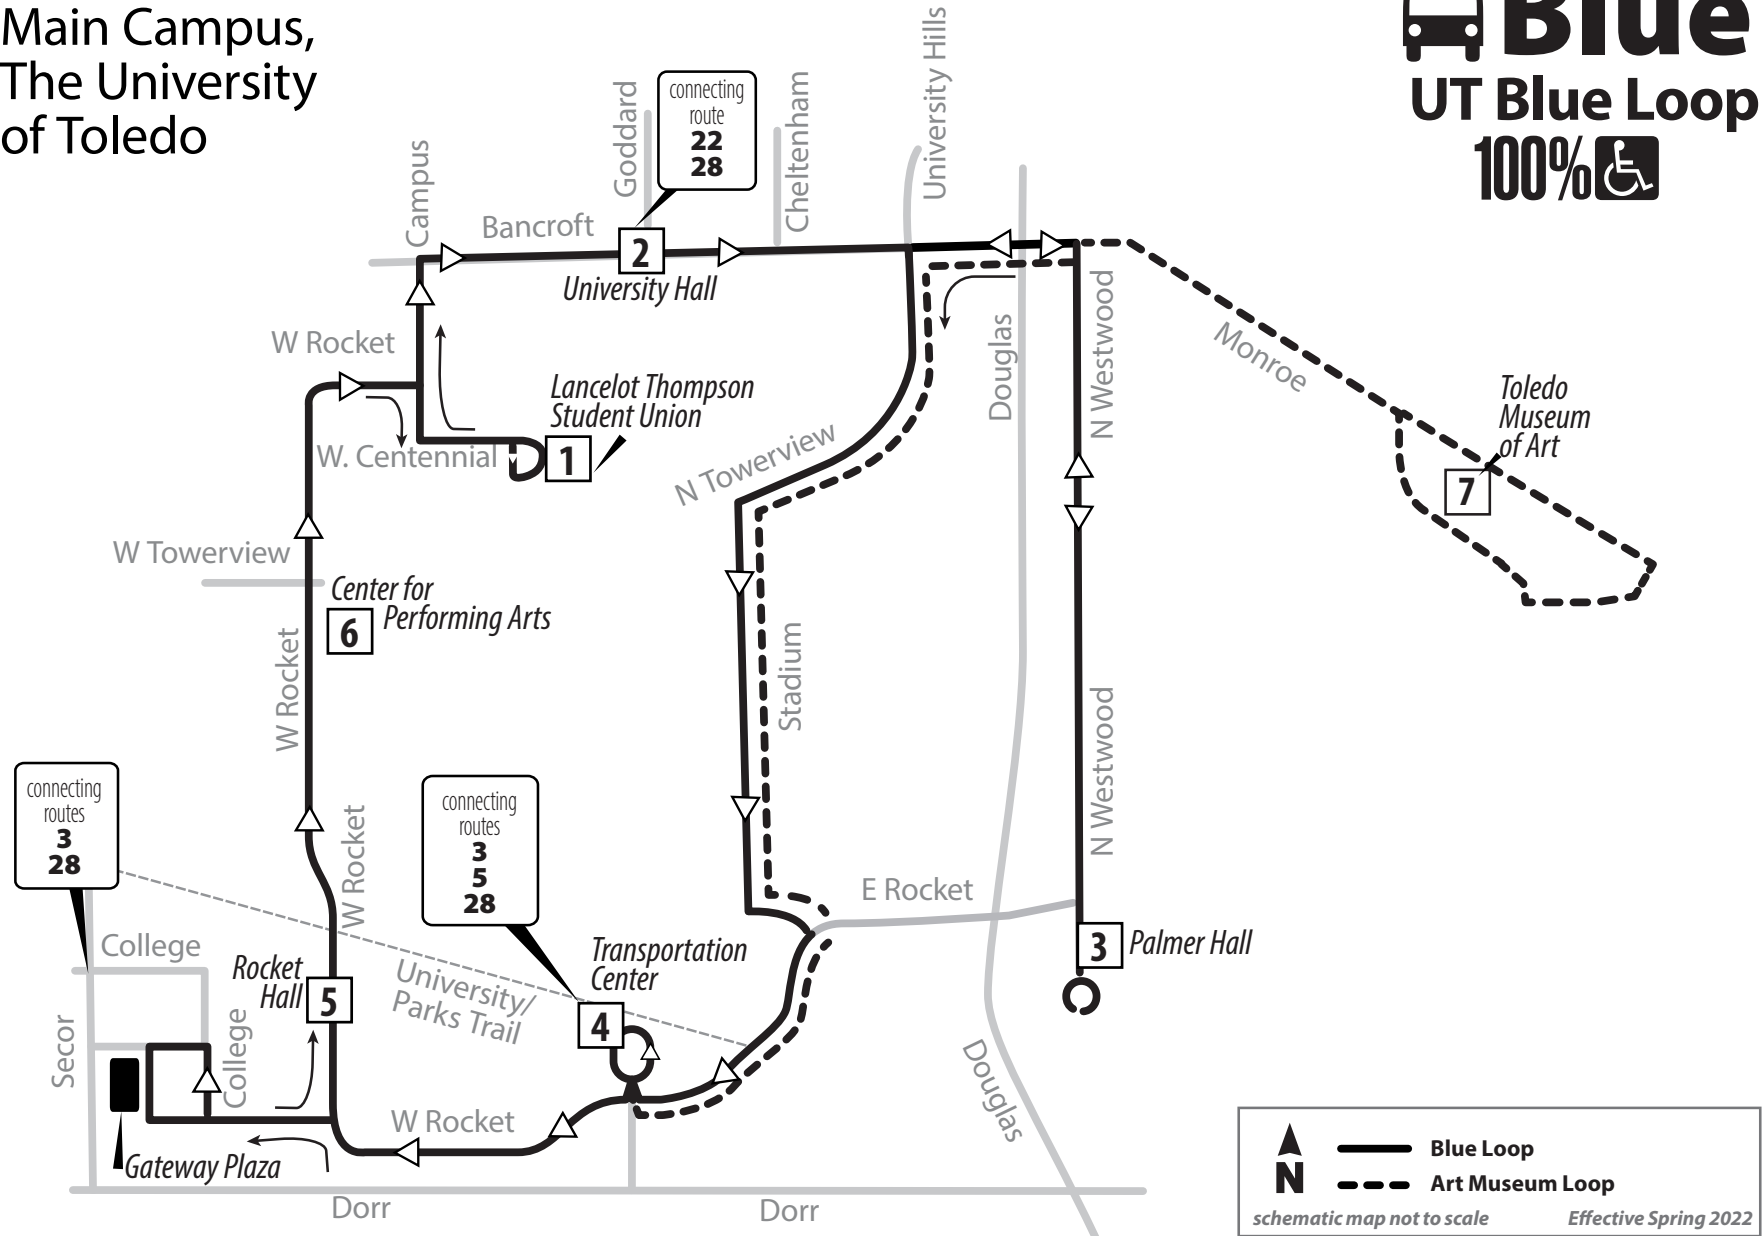 Main Campus,
The University
of Toledo
Blue
UT Blue Loop
100%
Campus
Bancroft
Goddard
connecting
route
22
28
Cheltenham
University Hills
2
University Hall
W Rocket
Lancelot Thompson
Student Union
W. Centennial
1
N Towerview
Douglas
N Westwood
Monroe
Toledo
Museum
of Art
7
W Towerview
Center for
Performing Arts
6
W Rocket
Stadium
N Westwood
connecting
routes
3
28
W Rocket
connecting
routes
3
5
28
E Rocket
College
Rocket
Hall
5
University/
Parks Trail
Transportation
Center
4
3
Palmer Hall
Secor
College
W Rocket
Douglas
Gateway Plaza
Dorr
Dorr
N
Blue Loop
Art Museum Loop
schematic map not to scale
Effective Spring 2022